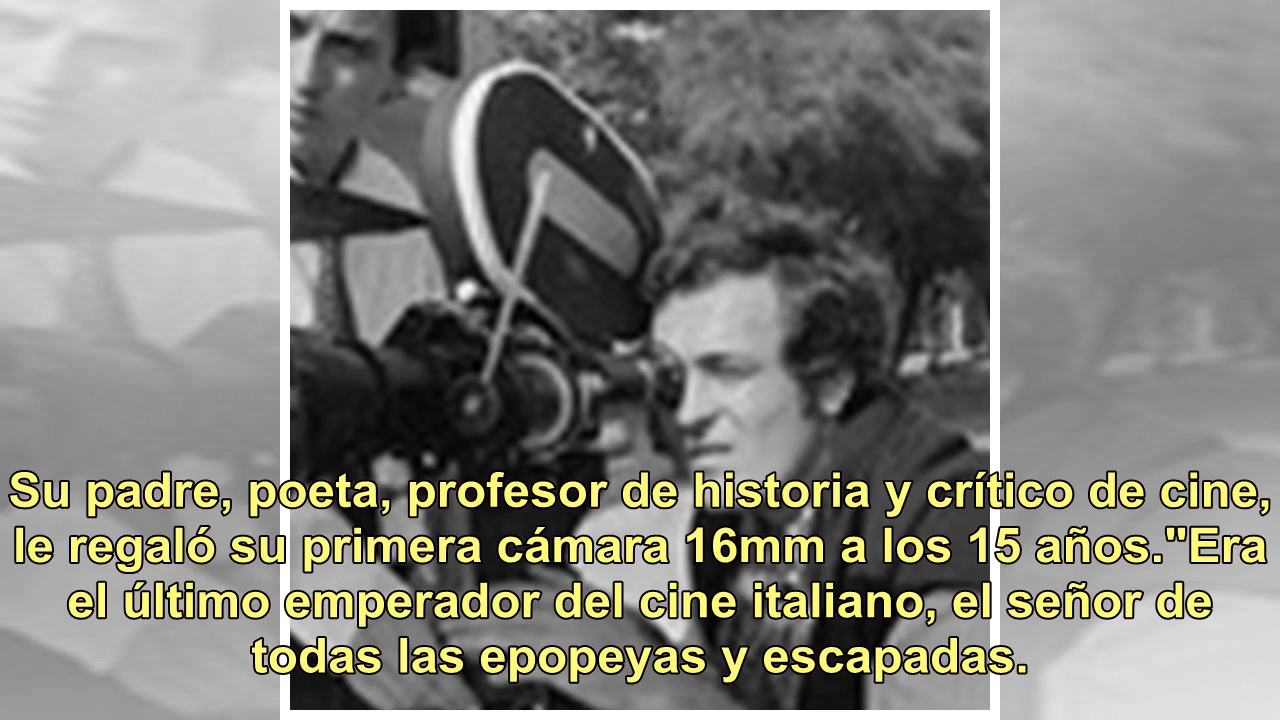 Su padre, poeta, profesor de historia y crítico de cine,
le regaló su primera cámara 16mm a los 15 años."Era
el último emperador del cine italiano, el señor de
todas las epopeyas y escapadas.